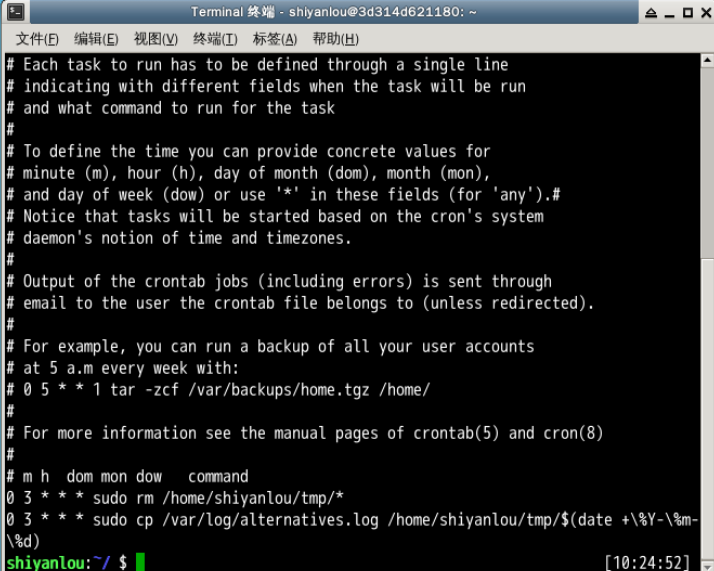 Terminal 终端 - shiyanlou@3d314d621180: ~
文件(F) 编辑(E) 视图(V) 终端(T) 标签(A) 帮助(H)
# Each task to run has to be defined through a single line
# indicating with different fields when the task will be run
# and what command to run for the task
#
# To define the time you can provide concrete values for
# minute (m), hour (h), day of month (dom), month (mon),
# and day of week (dow) or use '*' in these fields (for 'any').#
# Notice that tasks will be started based on the cron's system
# daemon's notion of time and timezones.
#
# Output of the crontab jobs (including errors) is sent through
# email to the user the crontab file belongs to (unless redirected).
#
# For example, you can run a backup of all your user accounts
# at 5 a.m every week with:
# 0 5 * * 1 tar -zcf /var/backups/home.tgz /home/
#
# For more information see the manual pages of crontab(5) and cron(8)
#
# m h  dom mon dow   command
0 3 * * * sudo rm /home/shiyanlou/tmp/*
0 3 * * * sudo cp /var/log/alternatives.log /home/shiyanlou/tmp/$(date +\%Y-\%m-
\%d)
shiyanlou:~/ $ [10:24:52]